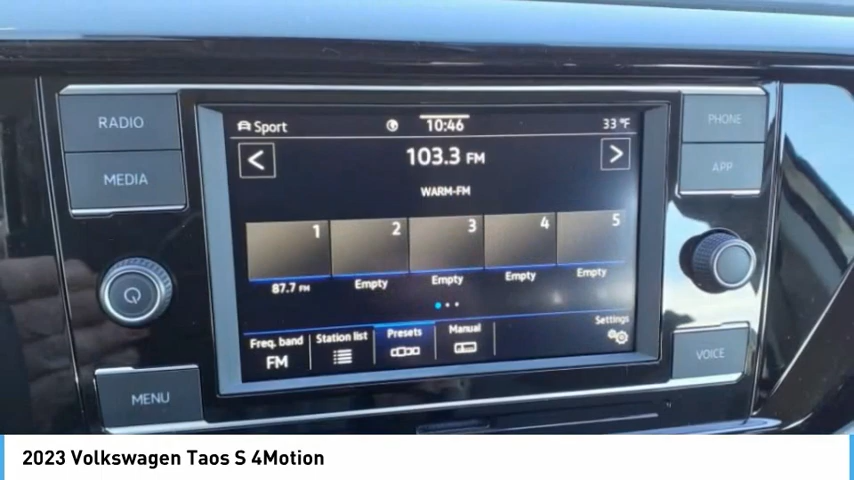 RADIO
MEDIA
MENU
Sport
10:46
33 °F
<
103.3 FM
>
WARM-FM
1
2
3
4
5
87.7 FM
Empty
Empty
Empty
Empty
Freq. band
FM
Station list
Presets
Manual
Settings
PHONE
APP
VOICE
2023 Volkswagen Taos S 4Motion